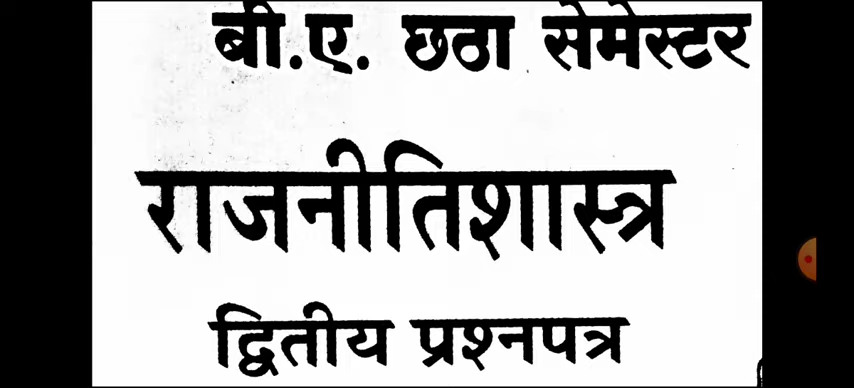 बी.ए. छठा सेमेस्टर
राजनीतिशास्त्र
द्वितीय प्रश्नपत्र